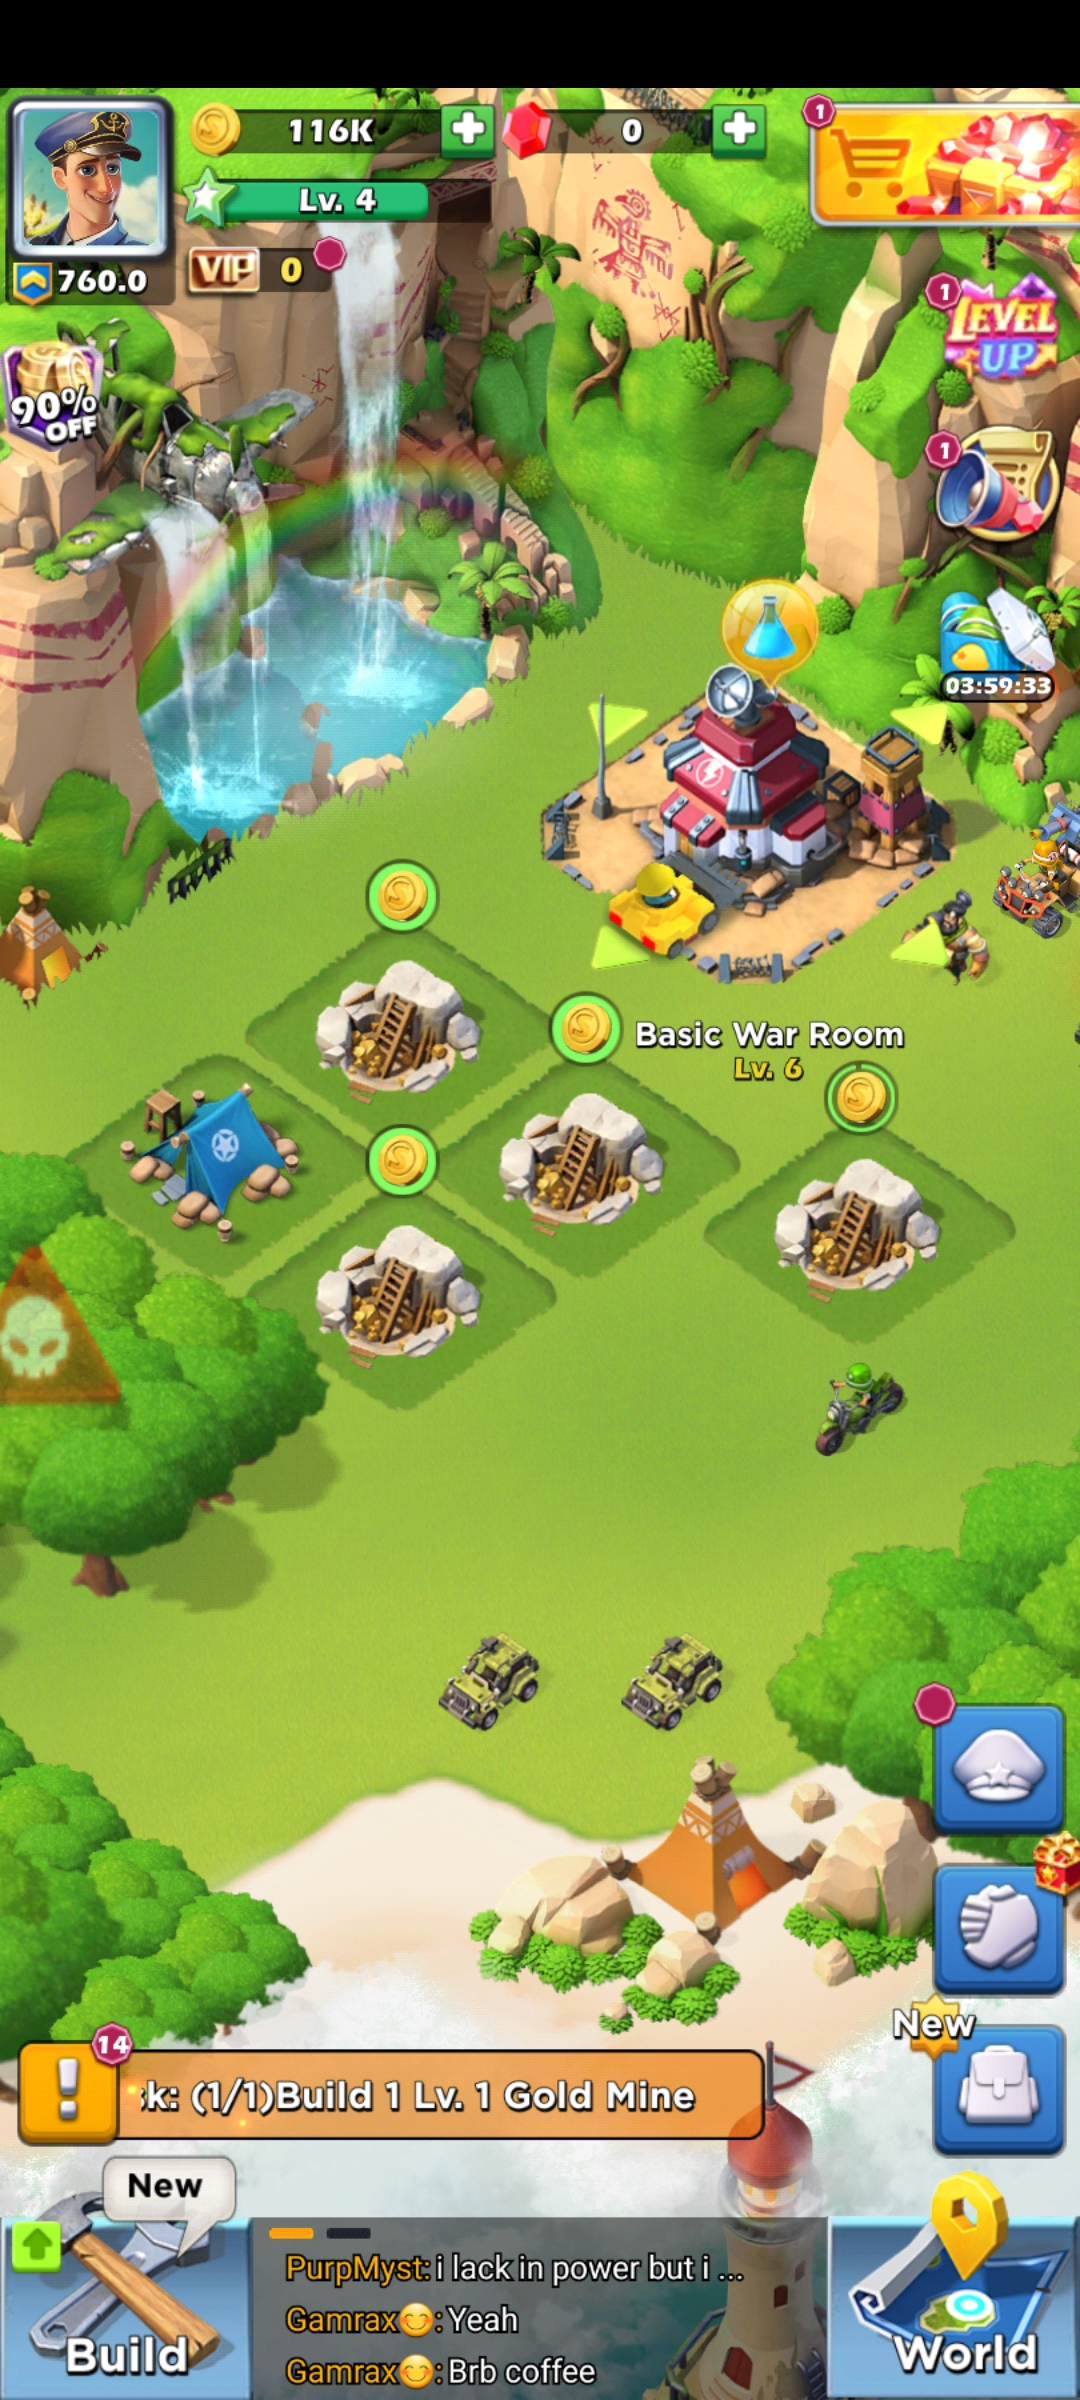 116K
0
1
Lv. 4
760.0
VIP 0
1
LEVEL
UP
90%
OFF
1
03:59:33
Basic War Room
Lv. 6
New
14
sk: (1/1)Build 1 Lv. 1 Gold Mine
New
PurpMyst: i lack in power but i ...
Gamrax😊: Yeah
Gamrax😊: Brb coffee
Build
World